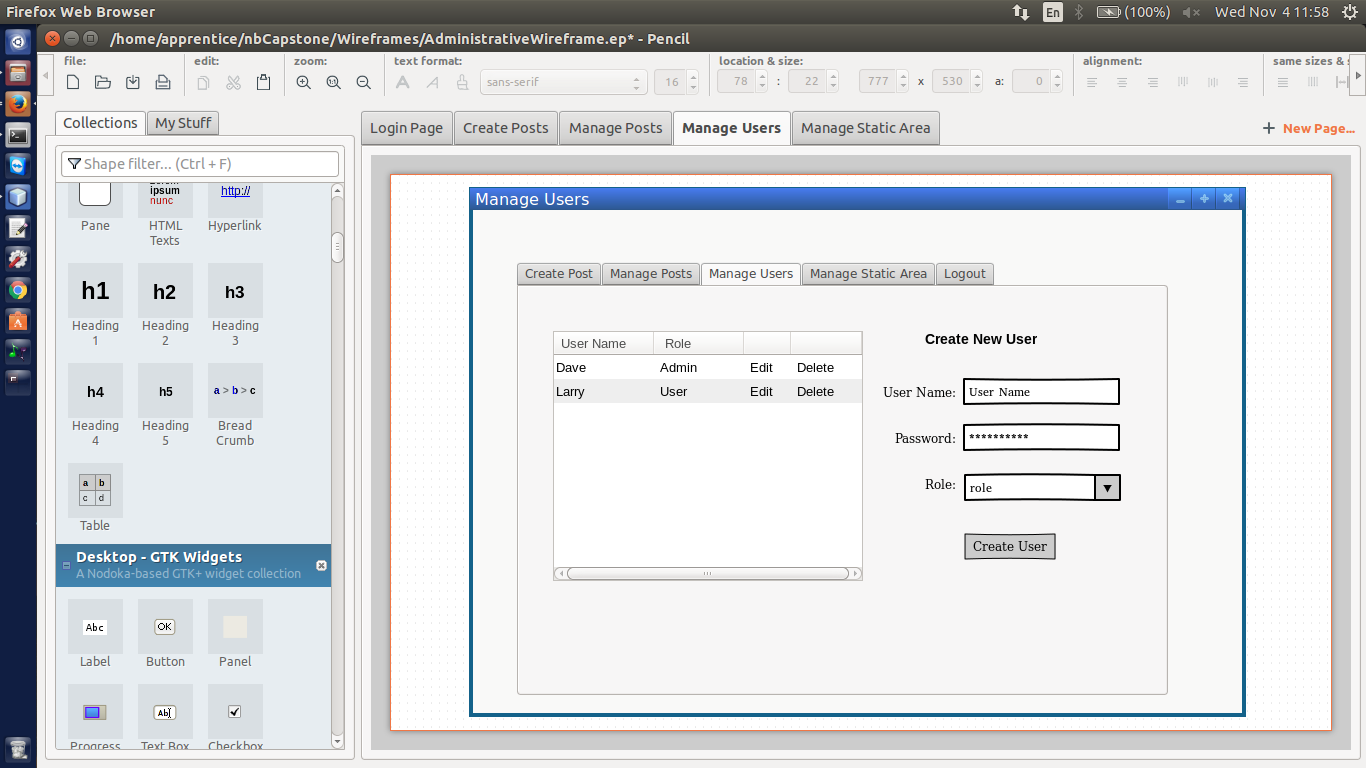 Firefox Web Browser
En
(100%)
Wed Nov 4 11:58
/home/apprentice/nbCapstone/Wireframes/AdministrativeWireframe.ep* - Pencil
file:
edit:
zoom:
text format:
location & size:
alignment:
same sizes & s
sans-serif
16
78 : 22
777 x 530
a: 0
Collections
My Stuff
Shape filter... (Ctrl + F)
ipsum
nunc
http://
Pane
HTML
Texts
Hyperlink
h1
h2
h3
Heading
1
Heading
2
Heading
3
h4
h5
a > b > c
Heading
4
Heading
5
Bread
Crumb
a b
c d
Table
Desktop - GTK Widgets
A Nodoka-based GTK+ widget collection
Abc
OK
Label
Button
Panel
Ab
Progress
Text Box
Checkbox
Login Page
Create Posts
Manage Posts
Manage Users
Manage Static Area
New Page...
Manage Users
Create Post
Manage Posts
Manage Users
Manage Static Area
Logout
User Name Role
Dave Admin Edit Delete
Larry User Edit Delete
Create New User
User Name: User Name
Password: **********
Role: role
Create User